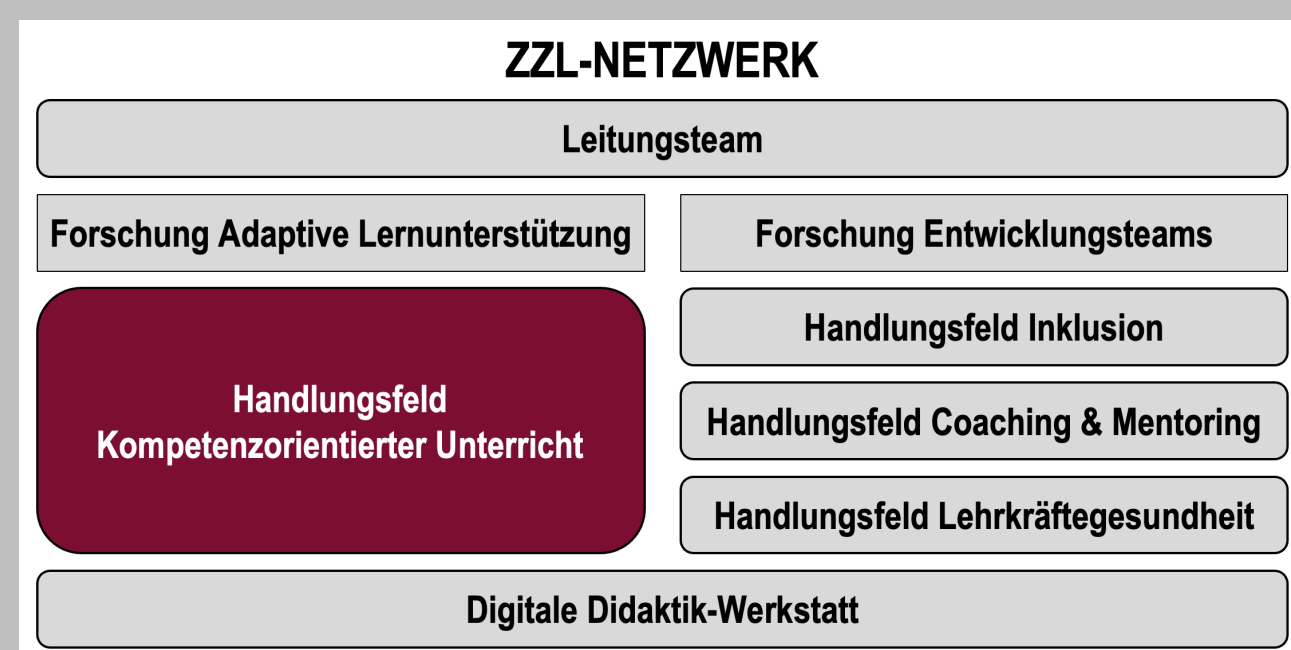 ZZL-NETZWERK
Leitungsteam
Forschung Adaptive Lernunterstützung
Forschung Entwicklungsteams
Handlungsfeld
Kompetenzorientierter Unterricht
Handlungsfeld Inklusion
Handlungsfeld Coaching & Mentoring
Handlungsfeld Lehrkräftegesundheit
Digitale Didaktik-Werkstatt